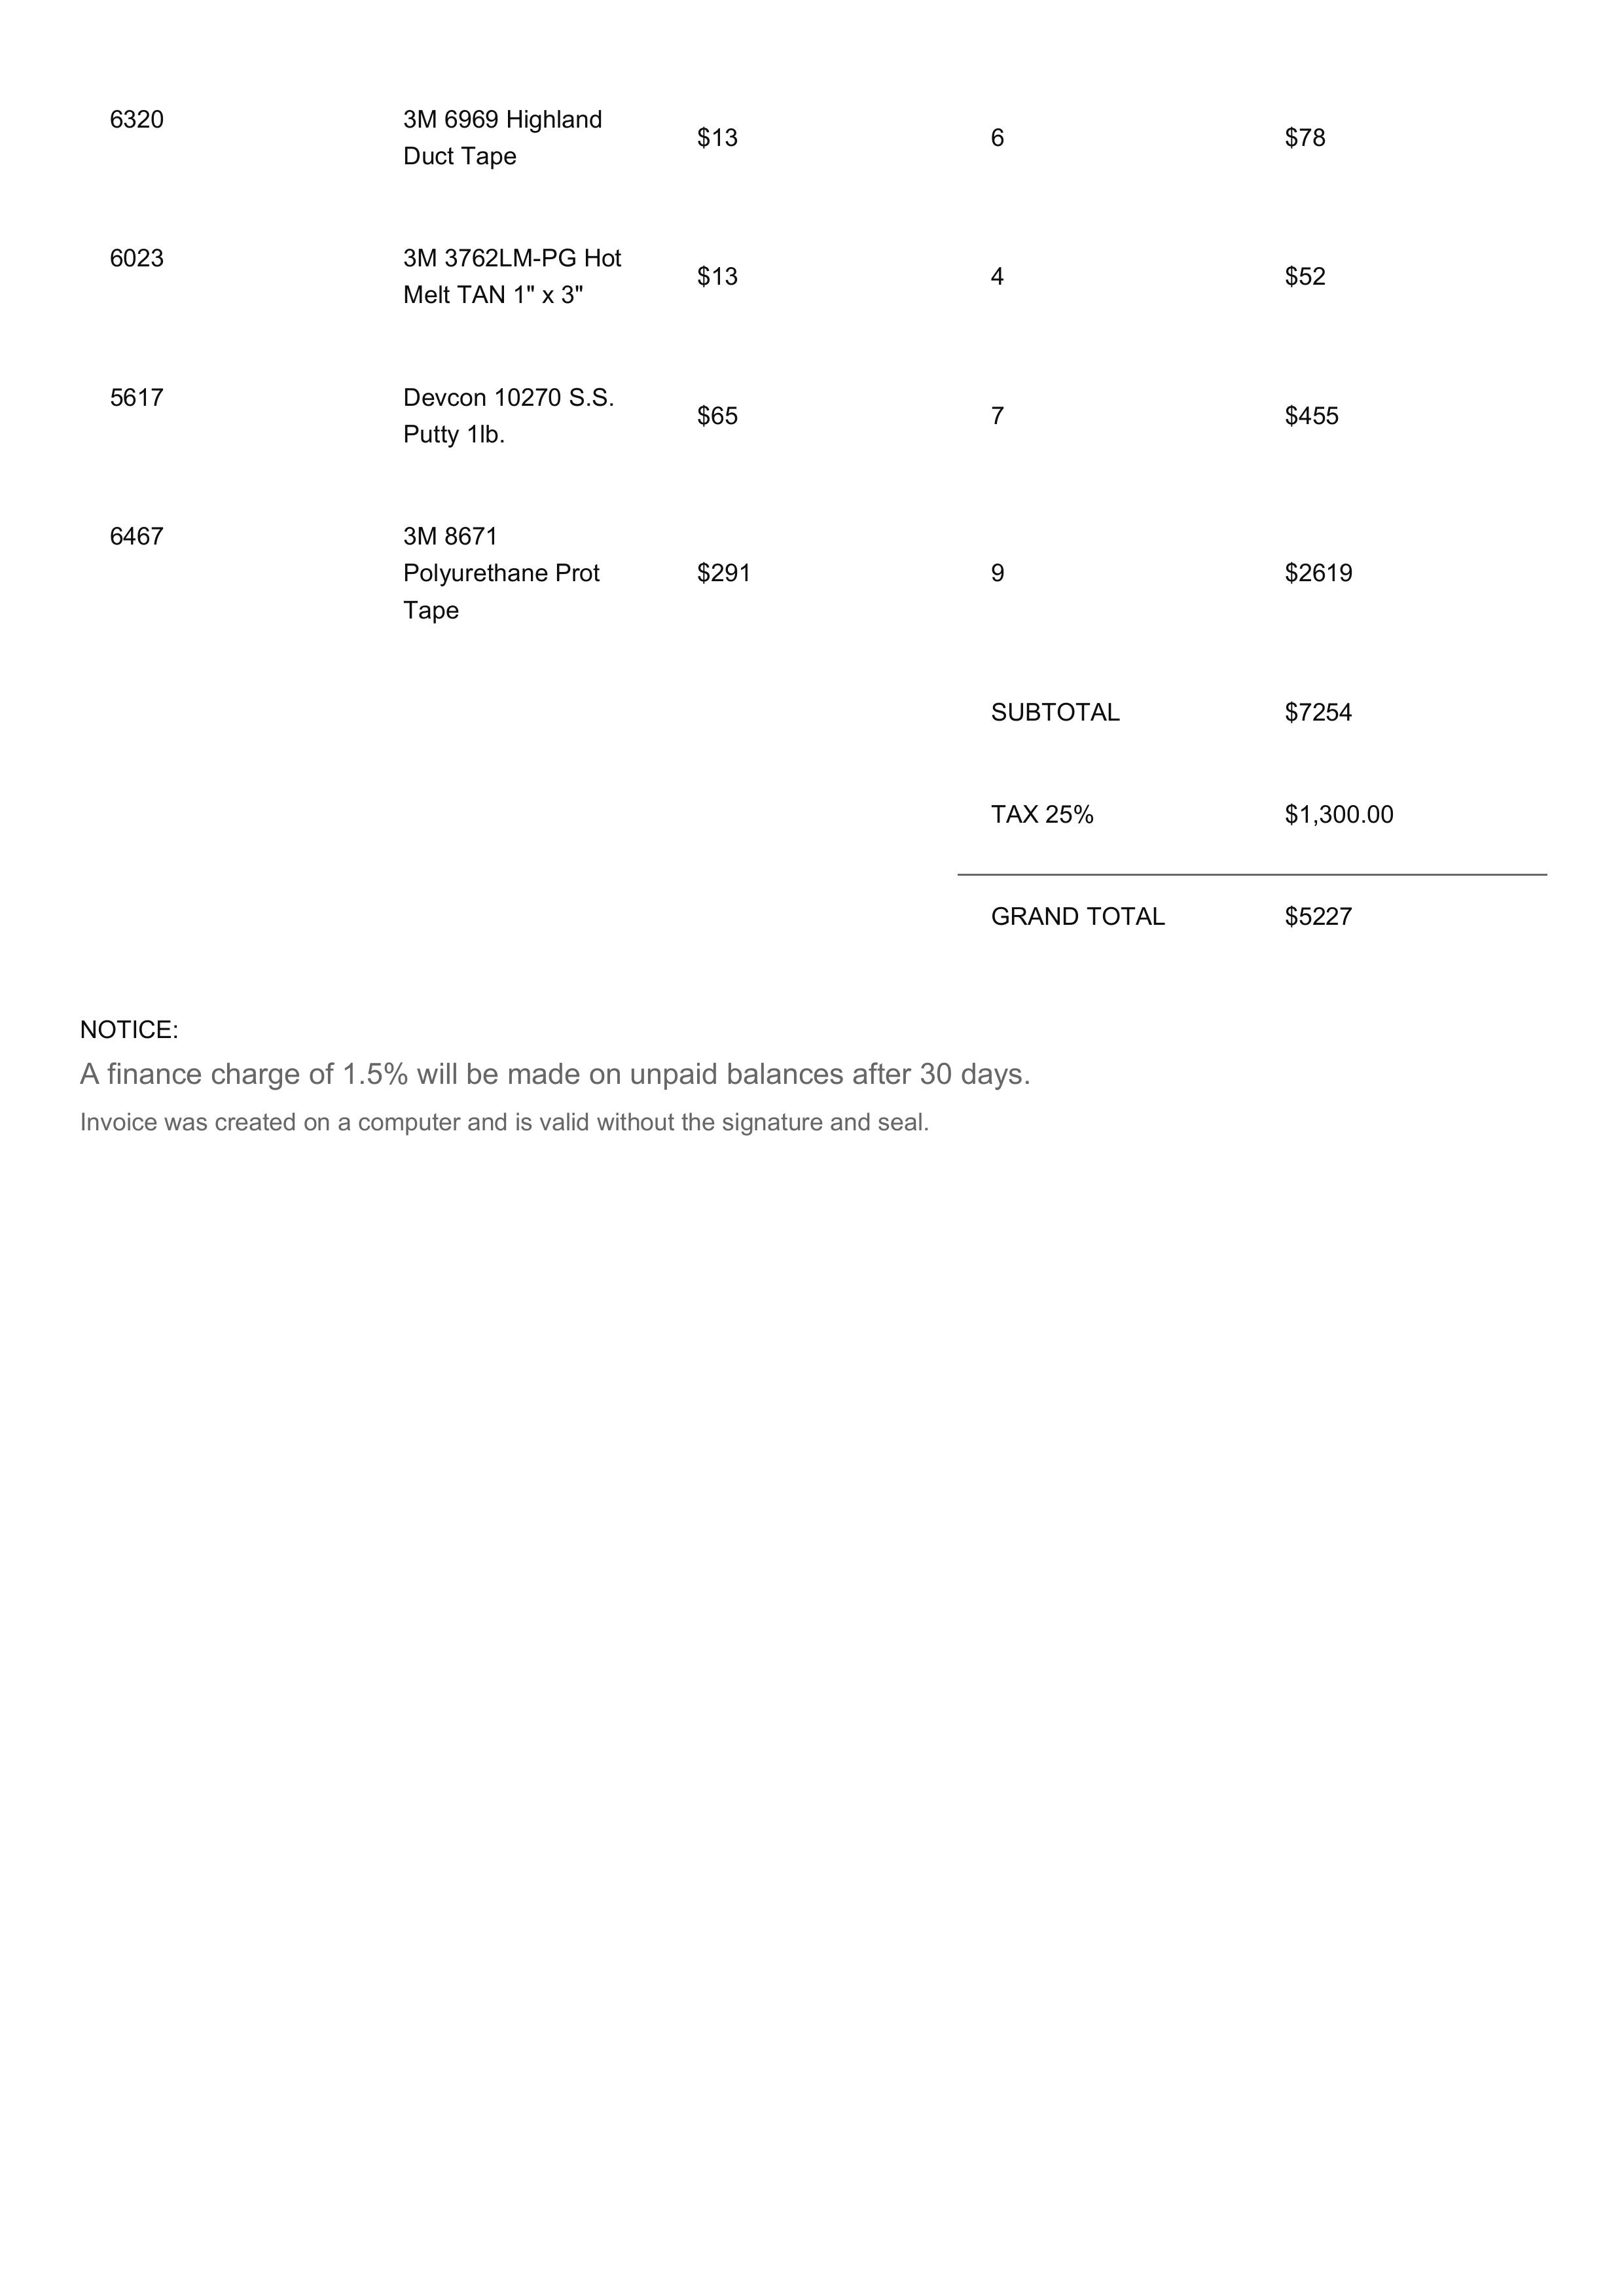 6320 3M 6969 Highland Duct Tape $13 6 $78
6023 3M 3762LM-PG Hot Melt TAN 1" x 3" $13 4 $52
5617 Devcon 10270 S.S. Putty 1lb. $65 7 $455
6467 3M 8671 Polyurethane Prot Tape $291 9 $2619
SUBTOTAL $7254
TAX 25% $1,300.00
GRAND TOTAL $5227
NOTICE:
A finance charge of 1.5% will be made on unpaid balances after 30 days.
Invoice was created on a computer and is valid without the signature and seal.